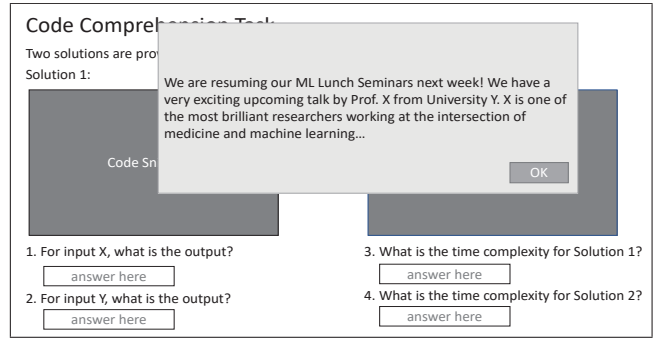 Code Comprehension Task
Two solutions are pro
Solution 1:
We are resuming our ML Lunch Seminars next week! We have a
very exciting upcoming talk by Prof. X from University Y. X is one of
the most brilliant researchers working at the intersection of
medicine and machine learning...
OK
Code Sn
1. For input X, what is the output?
answer here
2. For input Y, what is the output?
answer here
3. What is the time complexity for Solution 1?
answer here
4. What is the time complexity for Solution 2?
answer here